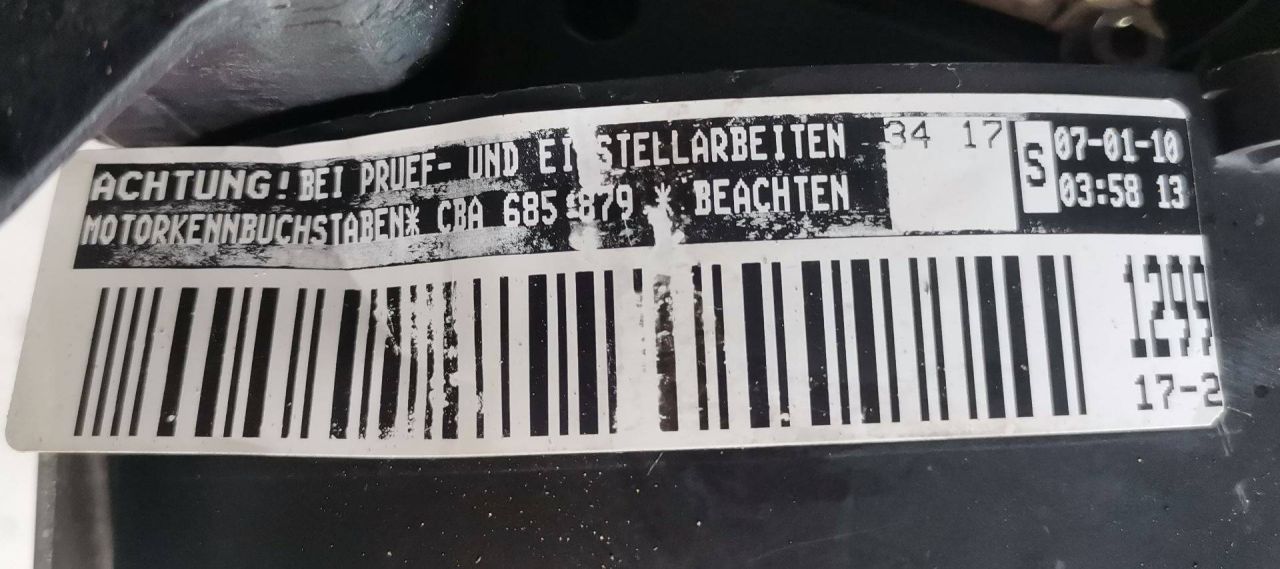 ACHTUNG! BEI PRUEF- UND EINSTELLARBEITEN
MOTORKENNBUCHSTABEN* CBA 685 879 * BEACHTEN
34 17
S
07-01-10
03:58 13
1299
17-2